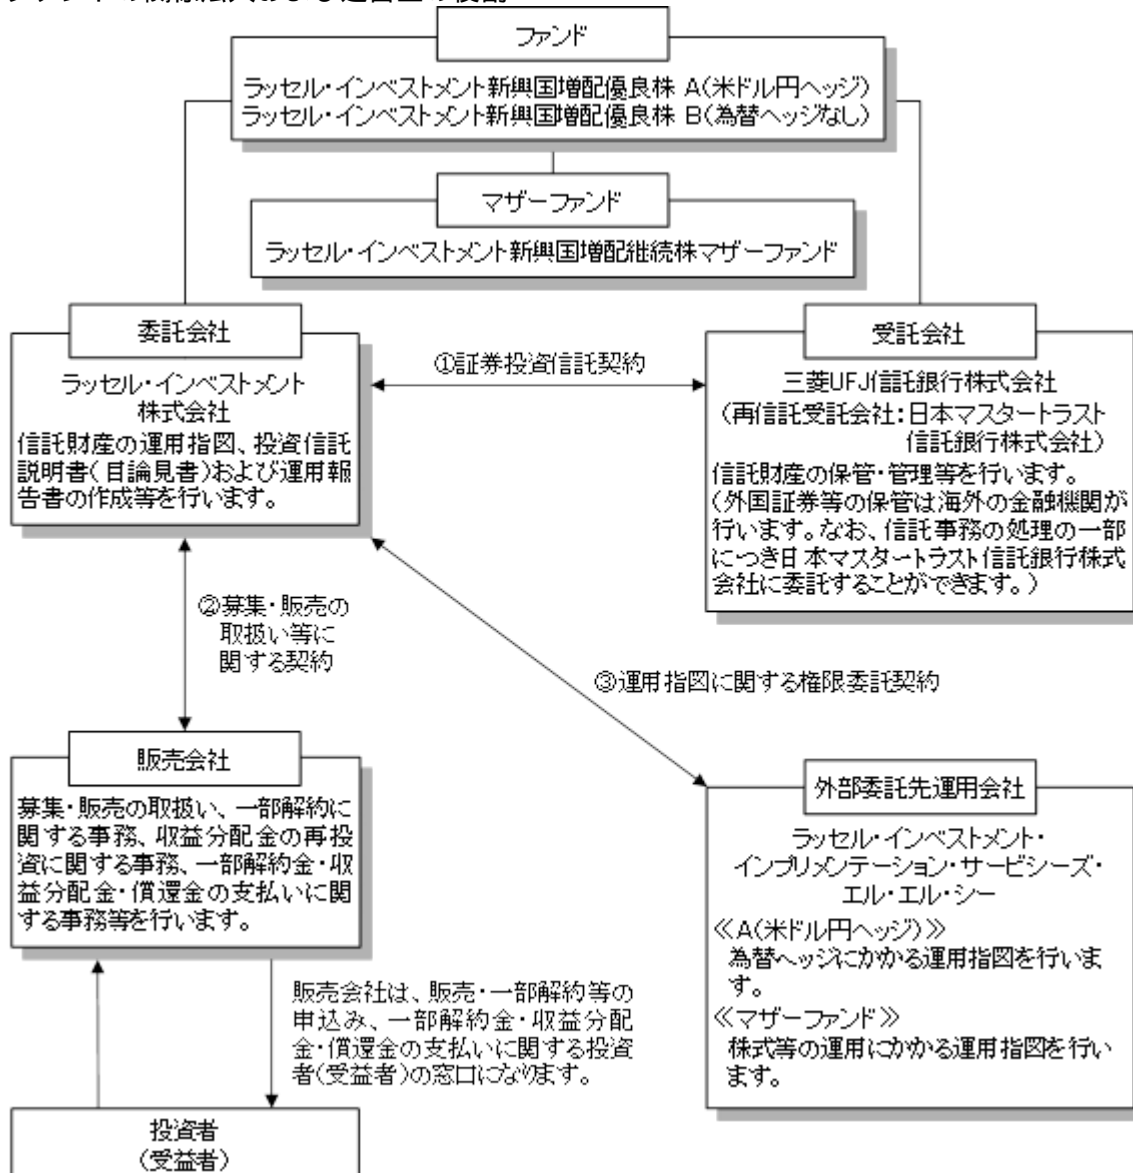 ファンド
ラッセル・インベストメント新興国増配優良株 A(米ドル円ヘッジ)
ラッセル・インベストメント新興国増配優良株 B(為替ヘッジなし)
マザーファンド
ラッセル・インベストメント新興国増配継続株マザーファンド
委託会社
ラッセル・インベストメント
株式会社
信託財産の運用指図、投資信託
説明書(目論見書)および運用報
告書の作成等を行います。
①証券投資信託契約
受託会社
三菱UFJ信託銀行株式会社
(再信託受託会社:日本マスタートラスト
信託銀行株式会社)
信託財産の保管・管理等を行います。
(外国証券等の保管は海外の金融機関が
行います。なお、信託事務の処理の一部
につき日本マスタートラスト信託銀行株式
会社に委託することができます。)
②募集・販売の
取扱い等に
関する契約
③運用指図に関する権限委託契約
販売会社
募集・販売の取扱い、一部解約に
関する事務、収益分配金の再投
資に関する事務、一部解約金・収
益分配金・償還金の支払いに関
する事務等を行います。
外部委託先運用会社
ラッセル・インベストメント・
インプリメンテーション・サービシーズ・
エル・エル・シー
≪A(米ドル円ヘッジ)≫
為替ヘッジにかかる運用指図を行いま
す。
≪マザーファンド≫
株式等の運用にかかる運用指図を行い
ます。
販売会社は、販売・一部解約等の
申込み、一部解約金・収益分配
金・償還金の支払いに関する投資
者(受益者)の窓口になります。
投資者
(受益者)